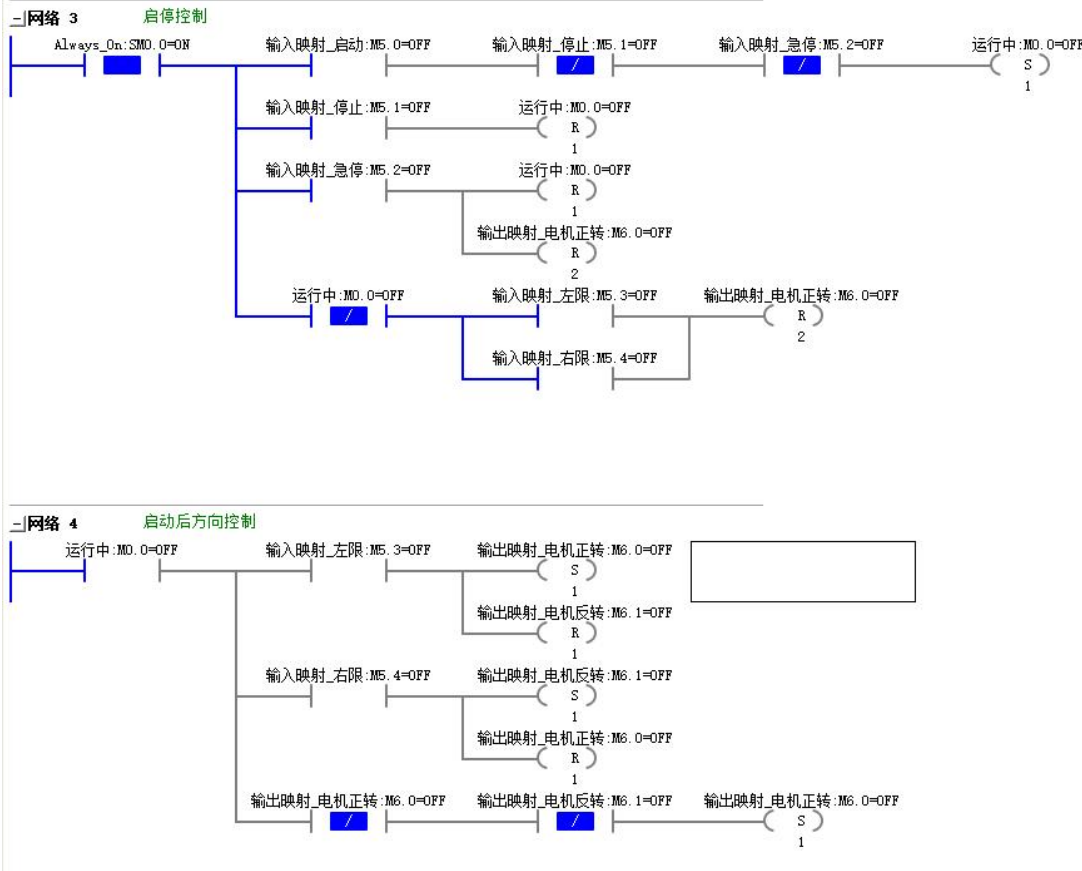 网络 3 启停控制
Always_On:SM0.0=ON 输入映射_启动:M5.0=OFF 输入映射_停止:M5.1=OFF 输入映射_急停:M5.2=OFF 运行中:M0.0=OFF
/ / S
1
输入映射_停止:M5.1=OFF 运行中:M0.0=OFF
R
1
输入映射_急停:M5.2=OFF 运行中:M0.0=OFF
R
1
输出映射_电机正转:M6.0=OFF
R
2
运行中:M0.0=OFF 输入映射_左限:M5.3=OFF 输出映射_电机正转:M6.0=OFF
/ R
2
输入映射_右限:M5.4=OFF
网络 4 启动后方向控制
运行中:M0.0=OFF 输入映射_左限:M5.3=OFF 输出映射_电机正转:M6.0=OFF
S
1
输出映射_电机反转:M6.1=OFF
R
1
输入映射_右限:M5.4=OFF 输出映射_电机反转:M6.1=OFF
S
1
输出映射_电机正转:M6.0=OFF
R
1
输出映射_电机正转:M6.0=OFF 输出映射_电机反转:M6.1=OFF 输出映射_电机正转:M6.0=OFF
/ / S
1